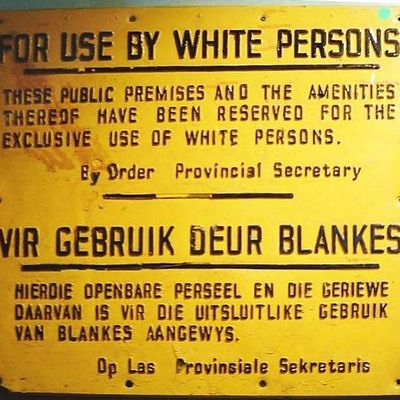 FOR USE BY WHITE PERSONS
THESE PUBLIC PREMISES AND THE AMENITIES
THEREOF HAVE BEEN RESERVED FOR THE
EXCLUSIVE USE OF WHITE PERSONS.
By Order Provincial Secretary
VIR GEBRUIK DEUR BLANKES
HIERDIE OPENBARE PERSEEL EN DIE GERIEWE
DAARVAN IS VIR DIE UITSLUITLIKE GEBRUIK
VAN BLANKES AANGEWYS.
Op Las Provinsiale Sekretaris